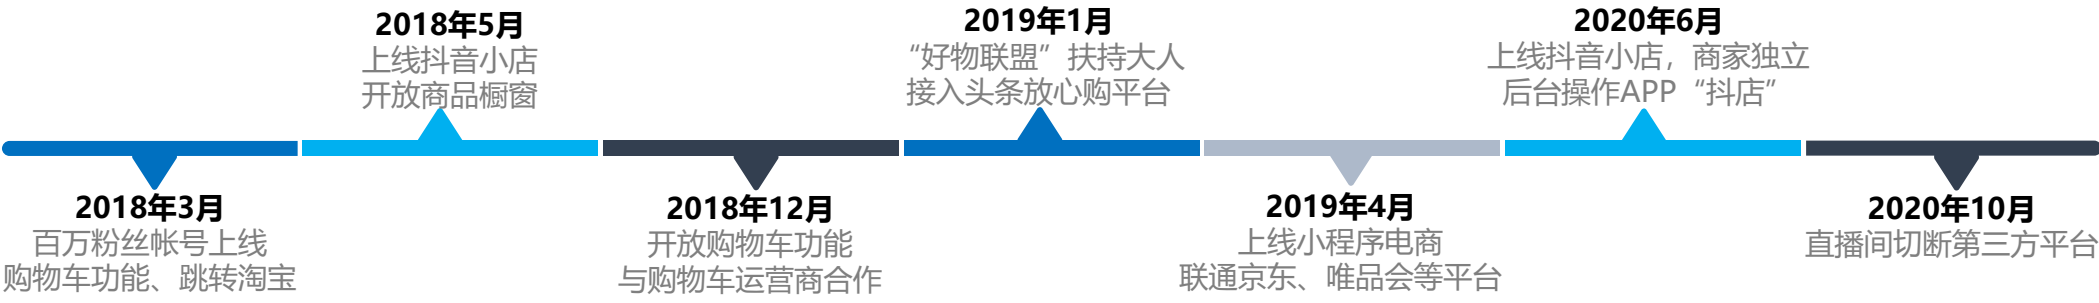 2018年3月
百万粉丝帐号上线
购物车功能、跳转淘宝
2018年5月
上线抖音小店
开放商品橱窗
2018年12月
开放购物车功能
与购物车运营商合作
2019年1月
“好物联盟”扶持大人
接入头条放心购平台
2019年4月
上线小程序电商
联通京东、唯品会等平台
2020年6月
上线抖音小店，商家独立
后台操作APP“抖店”
2020年10月
直播间切断第三方平台